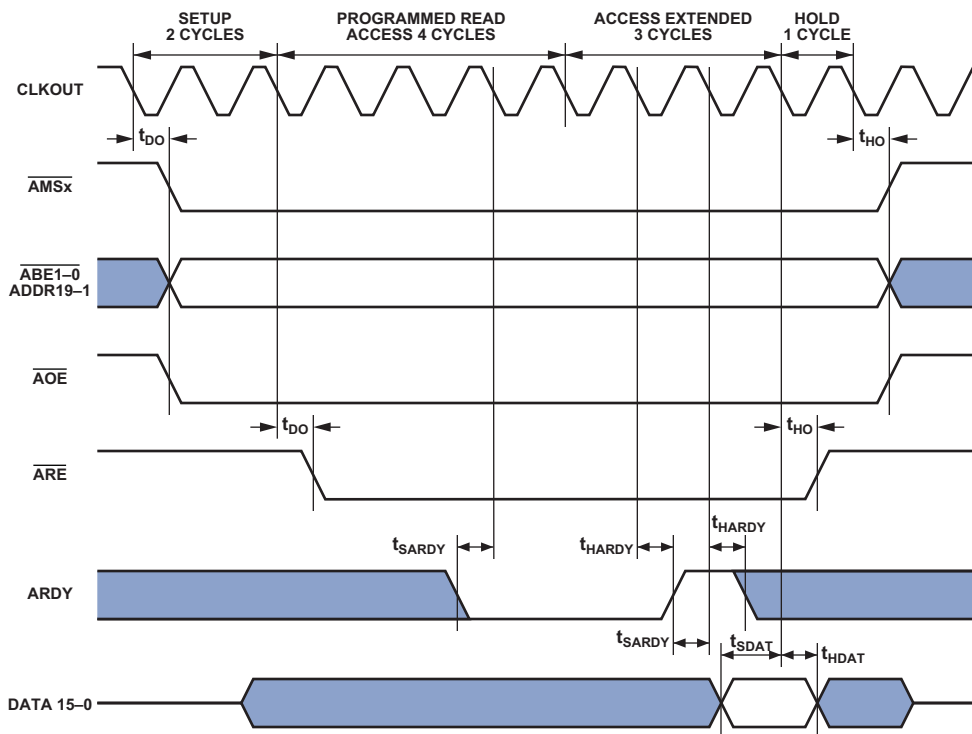 SETUP
2 CYCLES
PROGRAMMED READ
ACCESS 4 CYCLES
ACCESS EXTENDED
3 CYCLES
HOLD
1 CYCLE
CLKOUT
tDO
tHO
AMSx
ABE1–0
ADDR19–1
AOE
tDO
tHO
ARE
tSARDY
tHARDY
tHARDY
ARDY
tSARDY
tSDAT
tHDAT
DATA 15–0